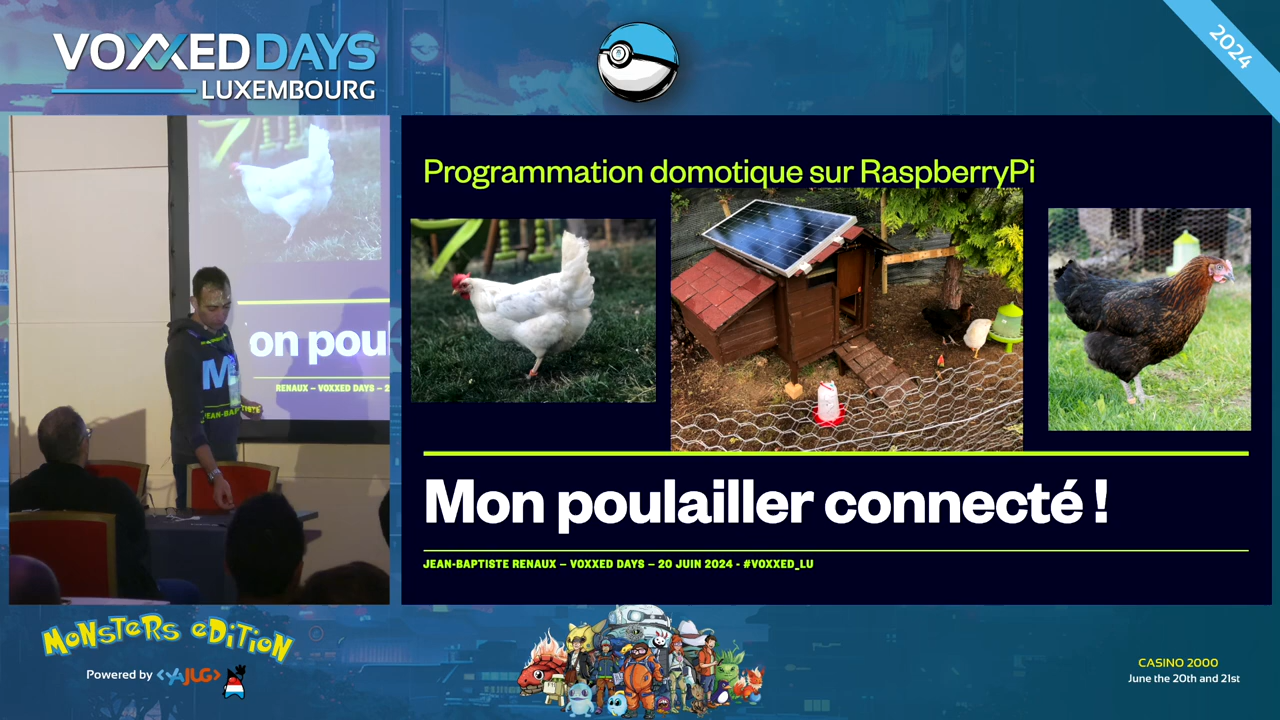 VOXXED DAYS
LUXEMBOURG
2024
on poul
RENAUX – VOXXED DAYS – 2
JEAN-BAPTISTE
Programmation domotique sur RaspberryPi
Mon poulailler connecté !
JEAN-BAPTISTE RENAUX – VOXXED DAYS – 20 JUIN 2024 - #VOXXED_LU
MONSTERS EDITION
Powered by <YAJUG>
CASINO 2000
June the 20th and 21st